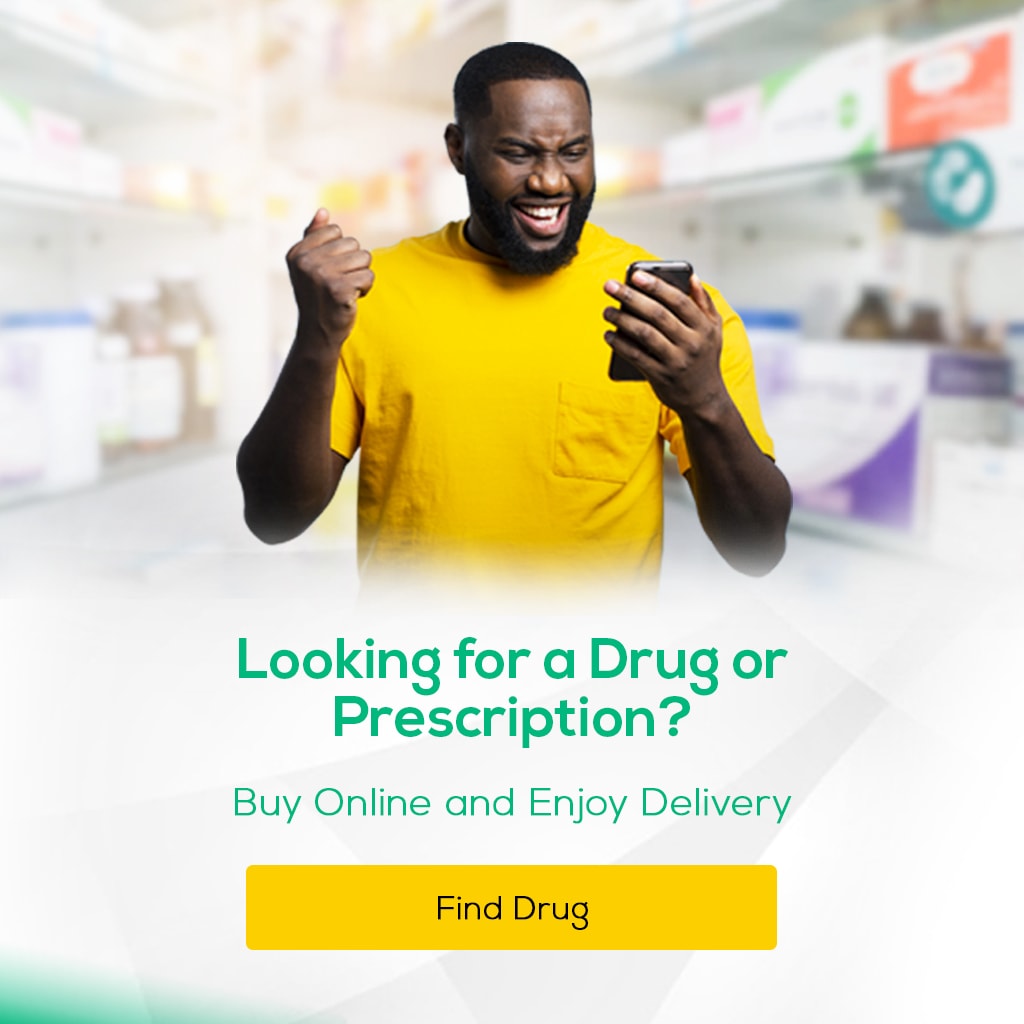 Looking for a Drug or
Prescription?
Buy Online and Enjoy Delivery
Find Drug